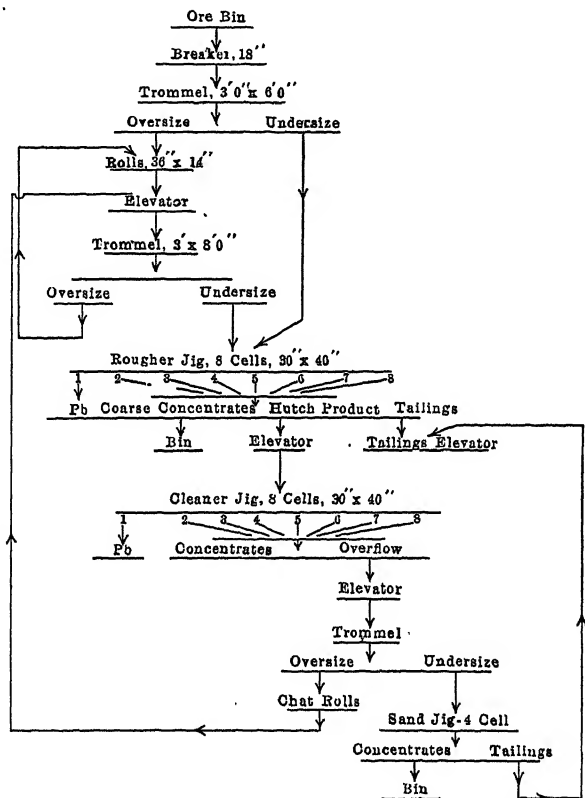 Ore Bin
Breaker, 18"
Trommel, 3'0" x 6'0"
Oversize Undersize
Rolls, 36" x 14"
Elevator
Trommel, 3' x 8'0"
Oversize Undersize
Rougher Jig, 8 Cells, 30" x 40"
1 2 3 4 5 6 7 8
Pb Coarse Concentrates Hutch Product Tailings
Bin Elevator Tailings Elevator
Cleaner Jig, 8 Cells, 30" x 40"
1 2 3 4 5 6 7 8
Pb Concentrates Overflow
Elevator
Trommel
Oversize Undersize
Chat Rolls
Sand Jig-4 Cell
Concentrates Tailings
Bin